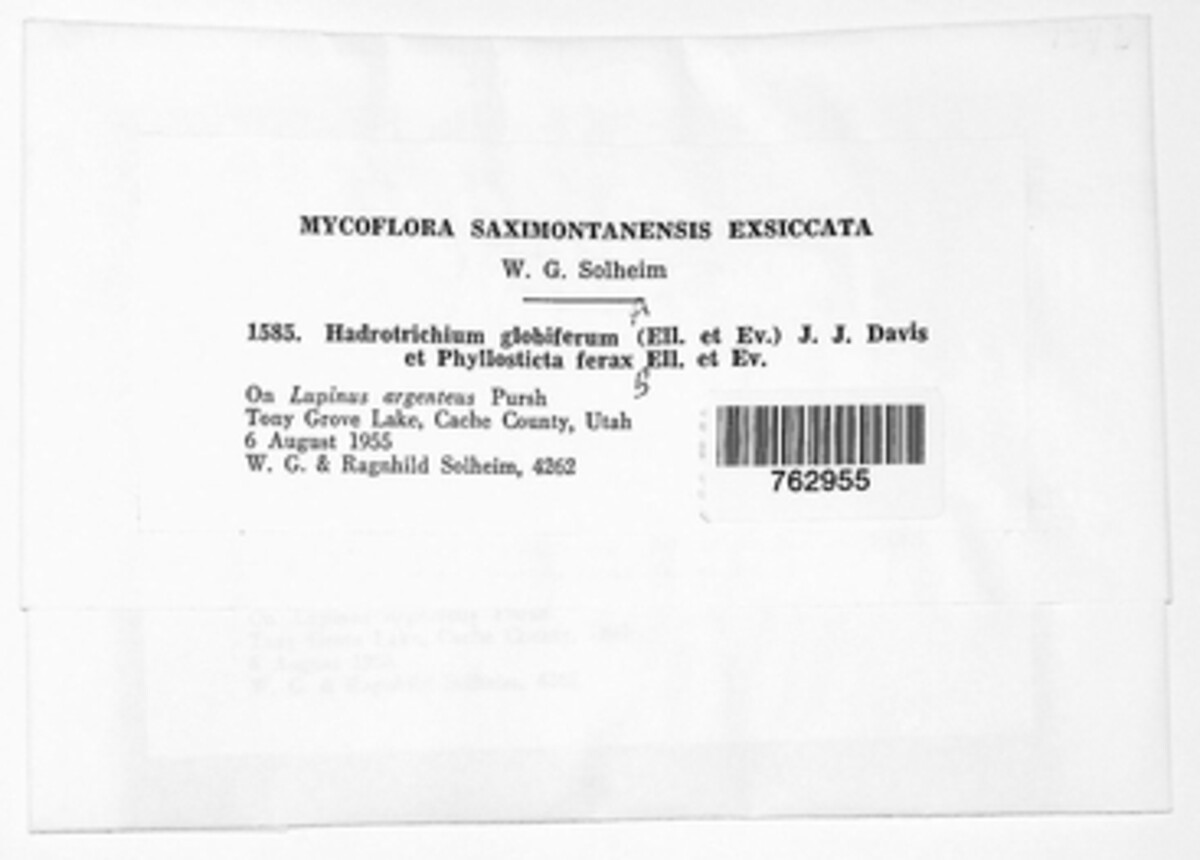 MYCOFLORA SAXIMONTANENSIS EXSICCATA
W. G. Solheim
1585. Hadrotrichium globiferum (Ell. et Ev.) J. J. Davis
et Phyllosticta ferax Ell. et Ev.
On Lupinus argenteus Pursh
Tony Grove Lake, Cache County, Utah
6 August 1955
W. G. & Ragnhild Solheim, 4262
762955